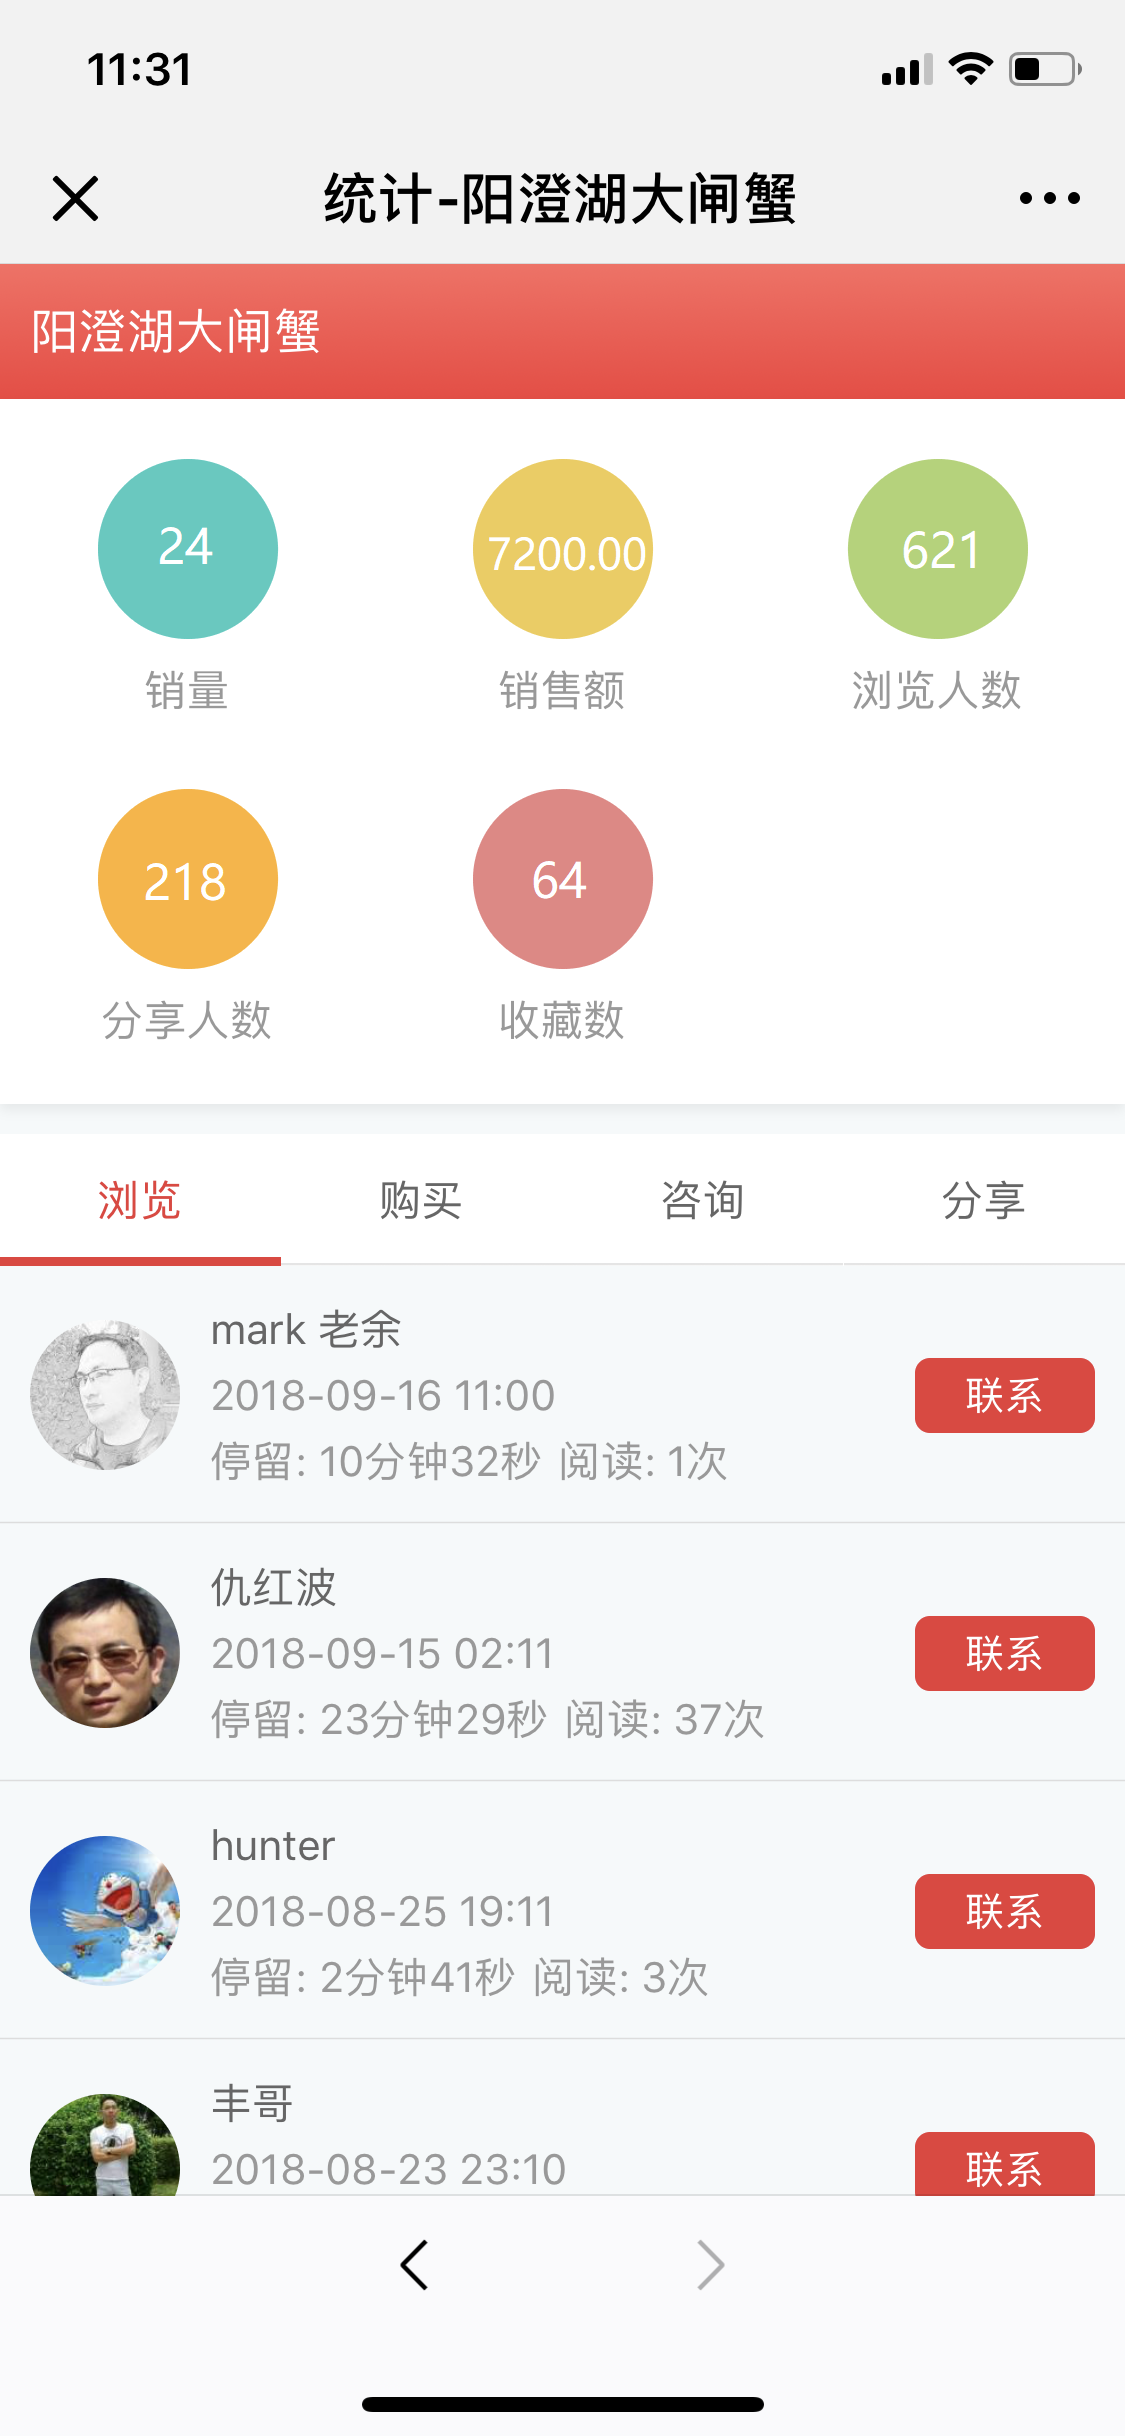 11:31
统计-阳澄湖大闸蟹
阳澄湖大闸蟹
24
7200.00
621
销量
销售额
浏览人数
218
64
分享人数
收藏数
浏览
购买
咨询
分享
mark 老余
2018-09-16 11:00
停留: 10分钟32秒 阅读: 1次
联系
仇红波
2018-09-15 02:11
停留: 23分钟29秒 阅读: 37次
联系
hunter
2018-08-25 19:11
停留: 2分钟41秒 阅读: 3次
联系
丰哥
2018-08-23 23:10
联系